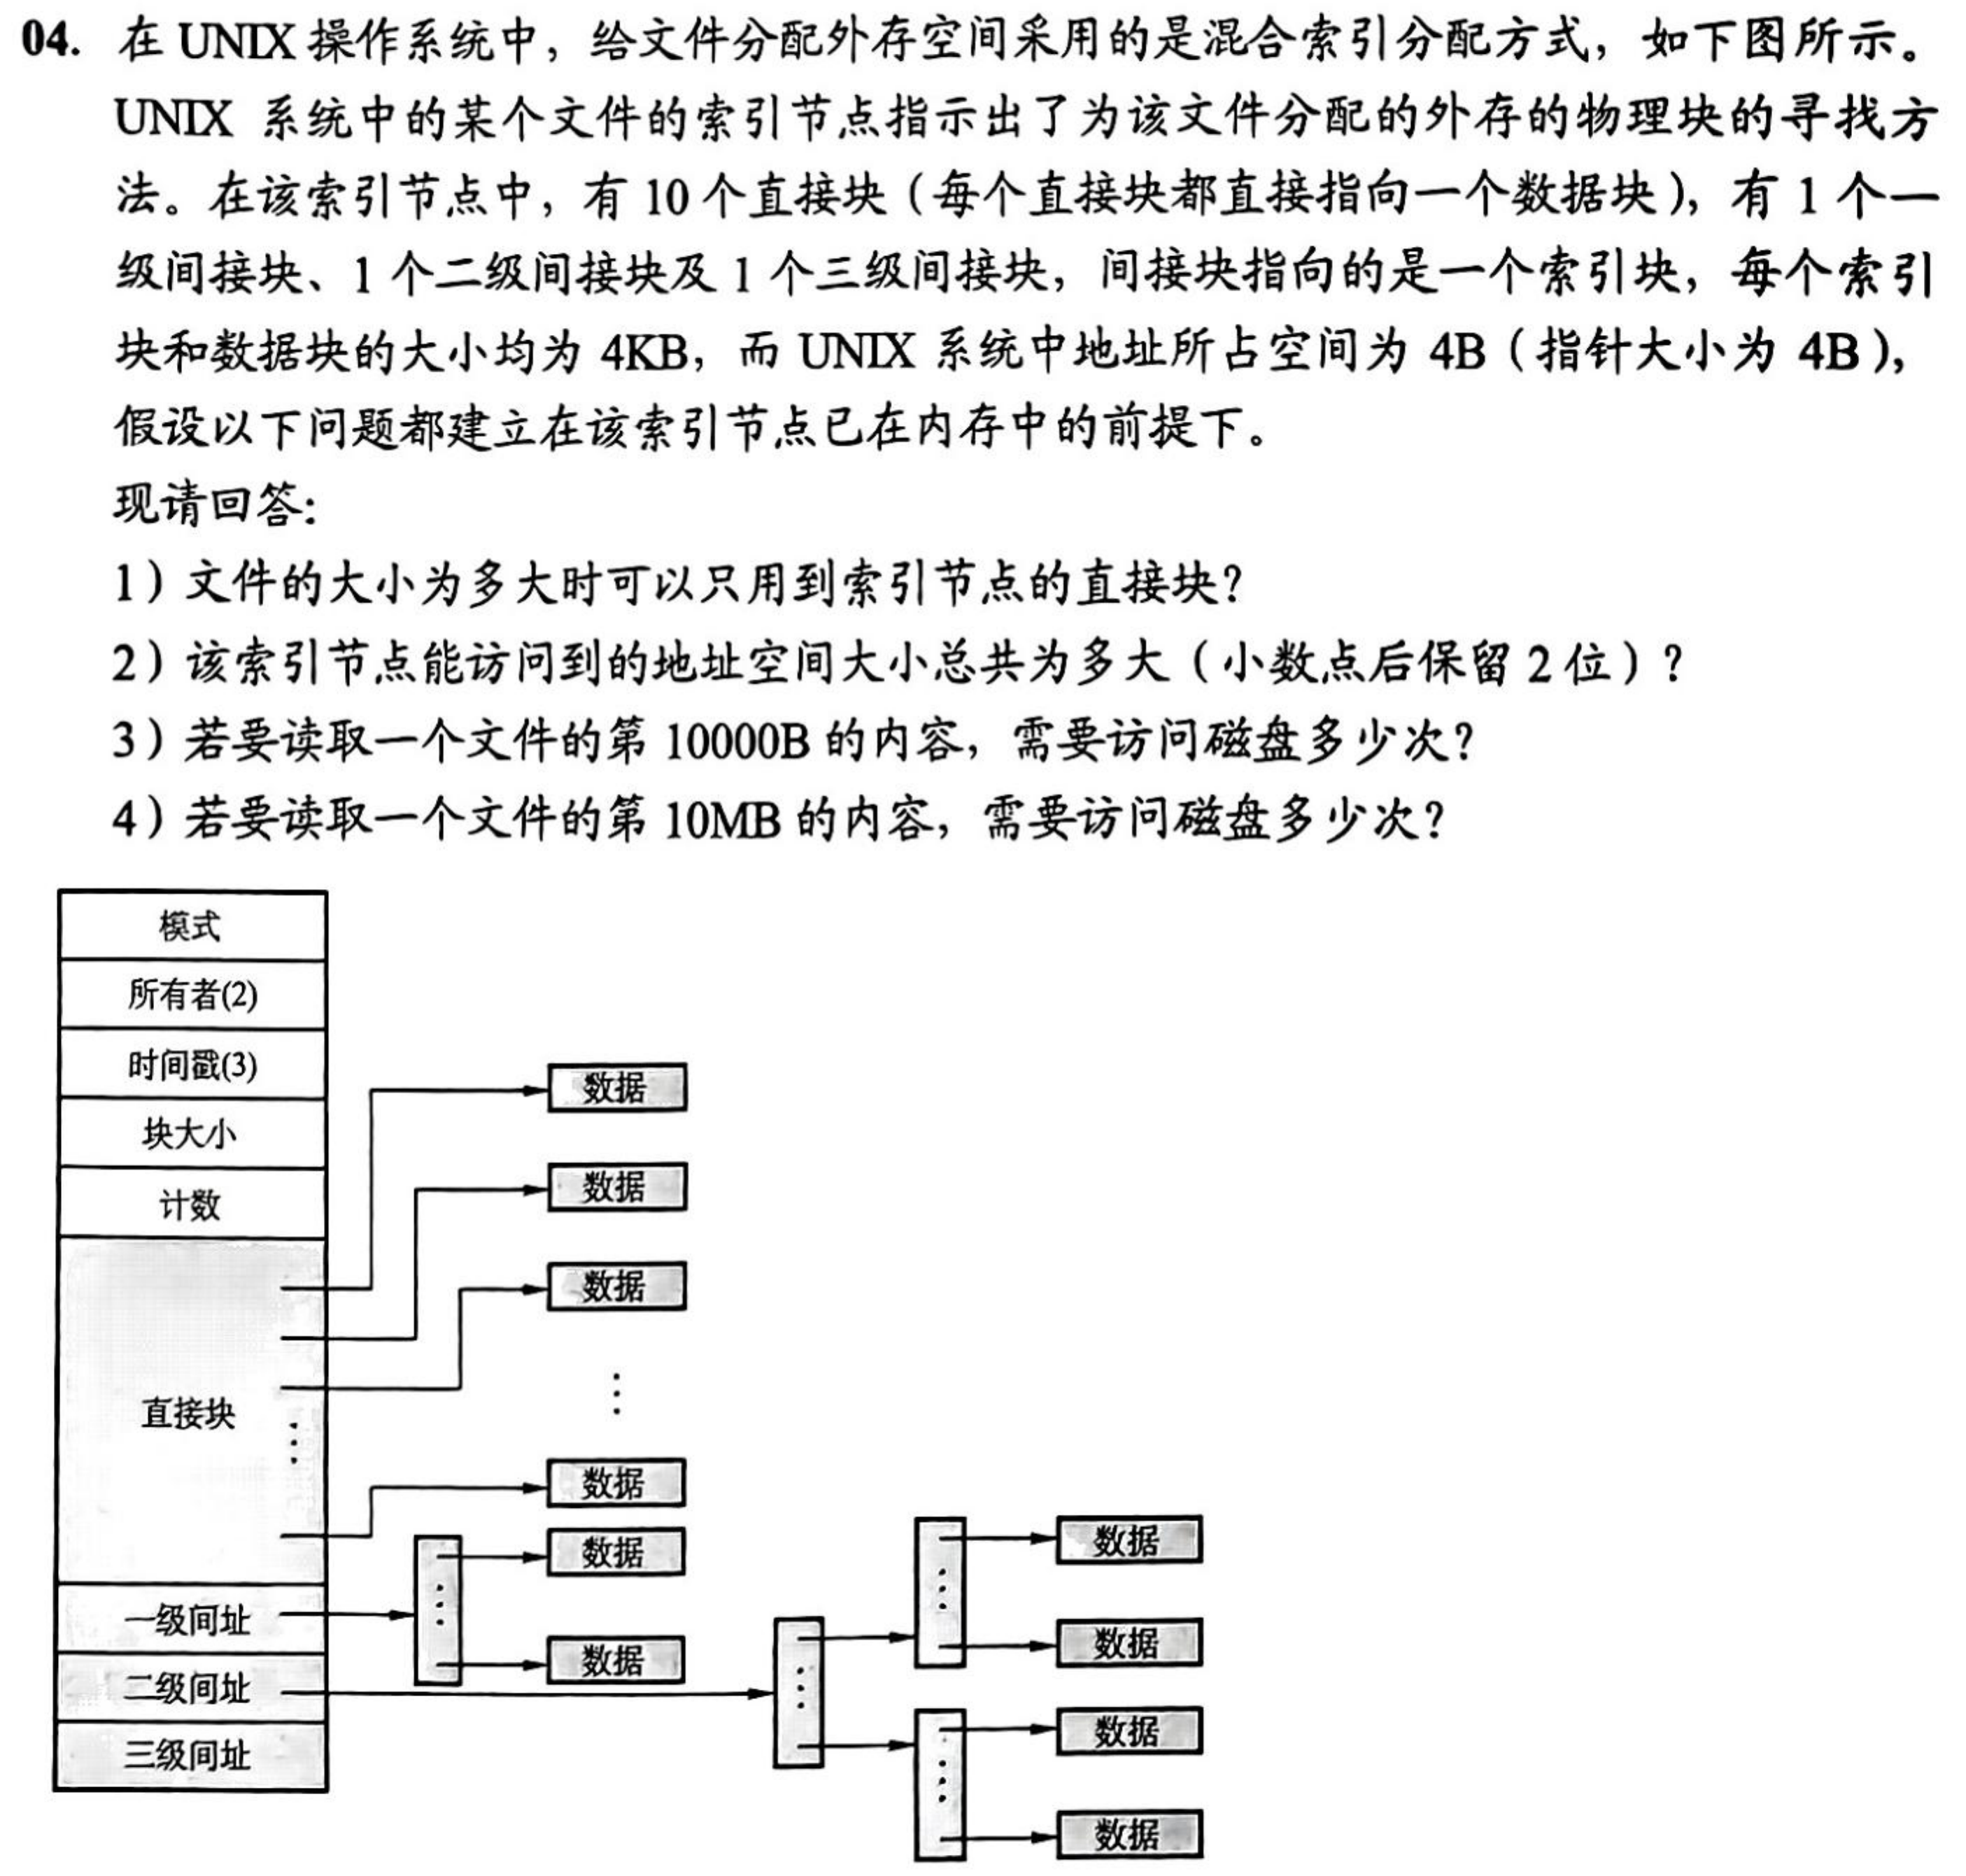 04. 在 UNIX 操作系统中，给文件分配外存空间采用的是混合索引分配方式，如下图所示。
UNIX 系统中的某个文件的索引节点指示出了为该文件分配的外存的物理块的寻找方
法。在该索引节点中，有 10 个直接块（每个直接块都直接指向一个数据块），有 1 个一
级间接块、1 个二级间接块及 1 个三级间接块，间接块指向的是一个索引块，每个索引
块和数据块的大小均为 4KB，而 UNIX 系统中地址所占空间为 4B（指针大小为 4B），
假设以下问题都建立在该索引节点已在内存中的前提下。
现请回答：
1）文件的大小为多大时可以只用到索引节点的直接块？
2）该索引节点能访问到的地址空间大小总共为多大（小数点后保留 2 位）？
3）若要读取一个文件的第 10000B 的内容，需要访问磁盘多少次？
4）若要读取一个文件的第 10MB 的内容，需要访问磁盘多少次？
模式
所有者(2)
时间戳(3)
块大小
计数
直接块
一级间址
二级间址
三级间址
数据
数据
数据
数据
数据
数据
数据
数据
数据
数据